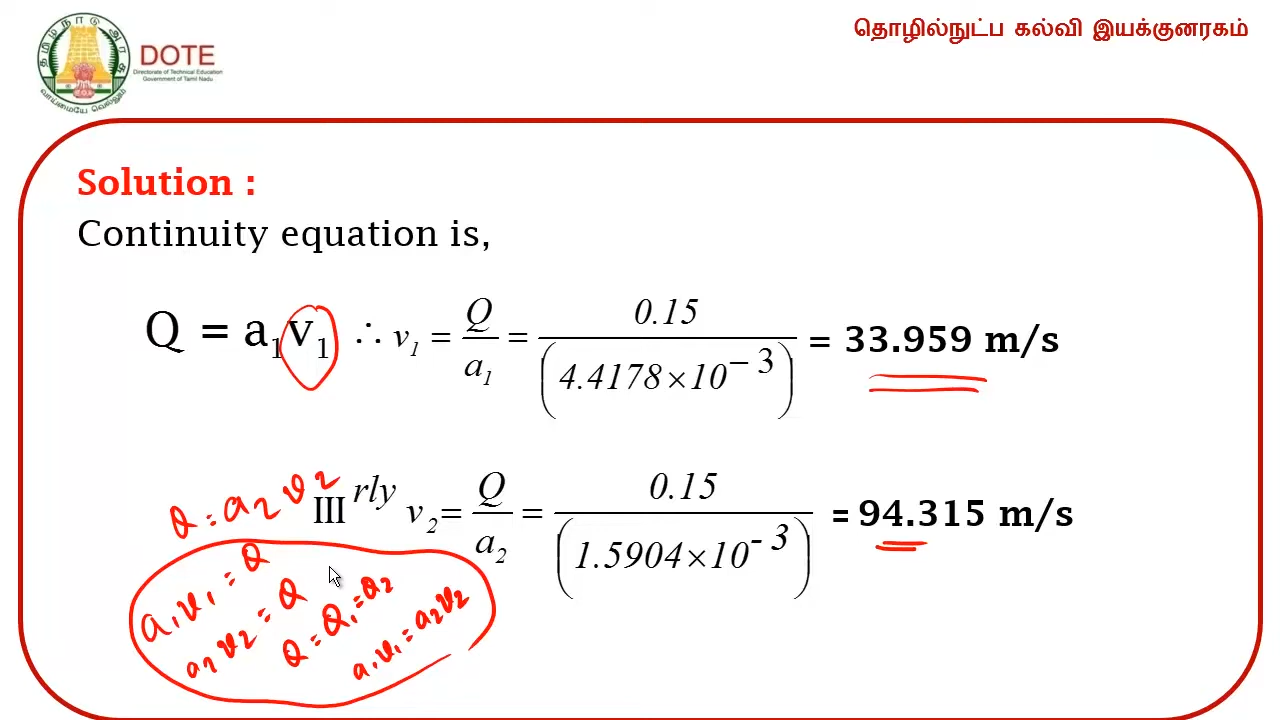 தமிழ்நாடு அரசு
வாய்மையே வெல்லும்
DOTE
Directorate of Technical Education
Government of Tamil Nadu
தொழில்நுட்ப கல்வி இயக்குனரகம்
Solution :
Continuity equation is,
Q = a₁v₁ ∴ v₁ = Q/a₁ = 0.15/(4.4178×10⁻³) = 33.959 m/s
Q = a₂v₂
IIIʳˡʸ v₂ = Q/a₂ = 0.15/(1.5904×10⁻³) = 94.315 m/s
a₁v₁ = Q
a₂v₂ = Q
Q = Q₁ = Q₂
a₁v₁ = a₂v₂